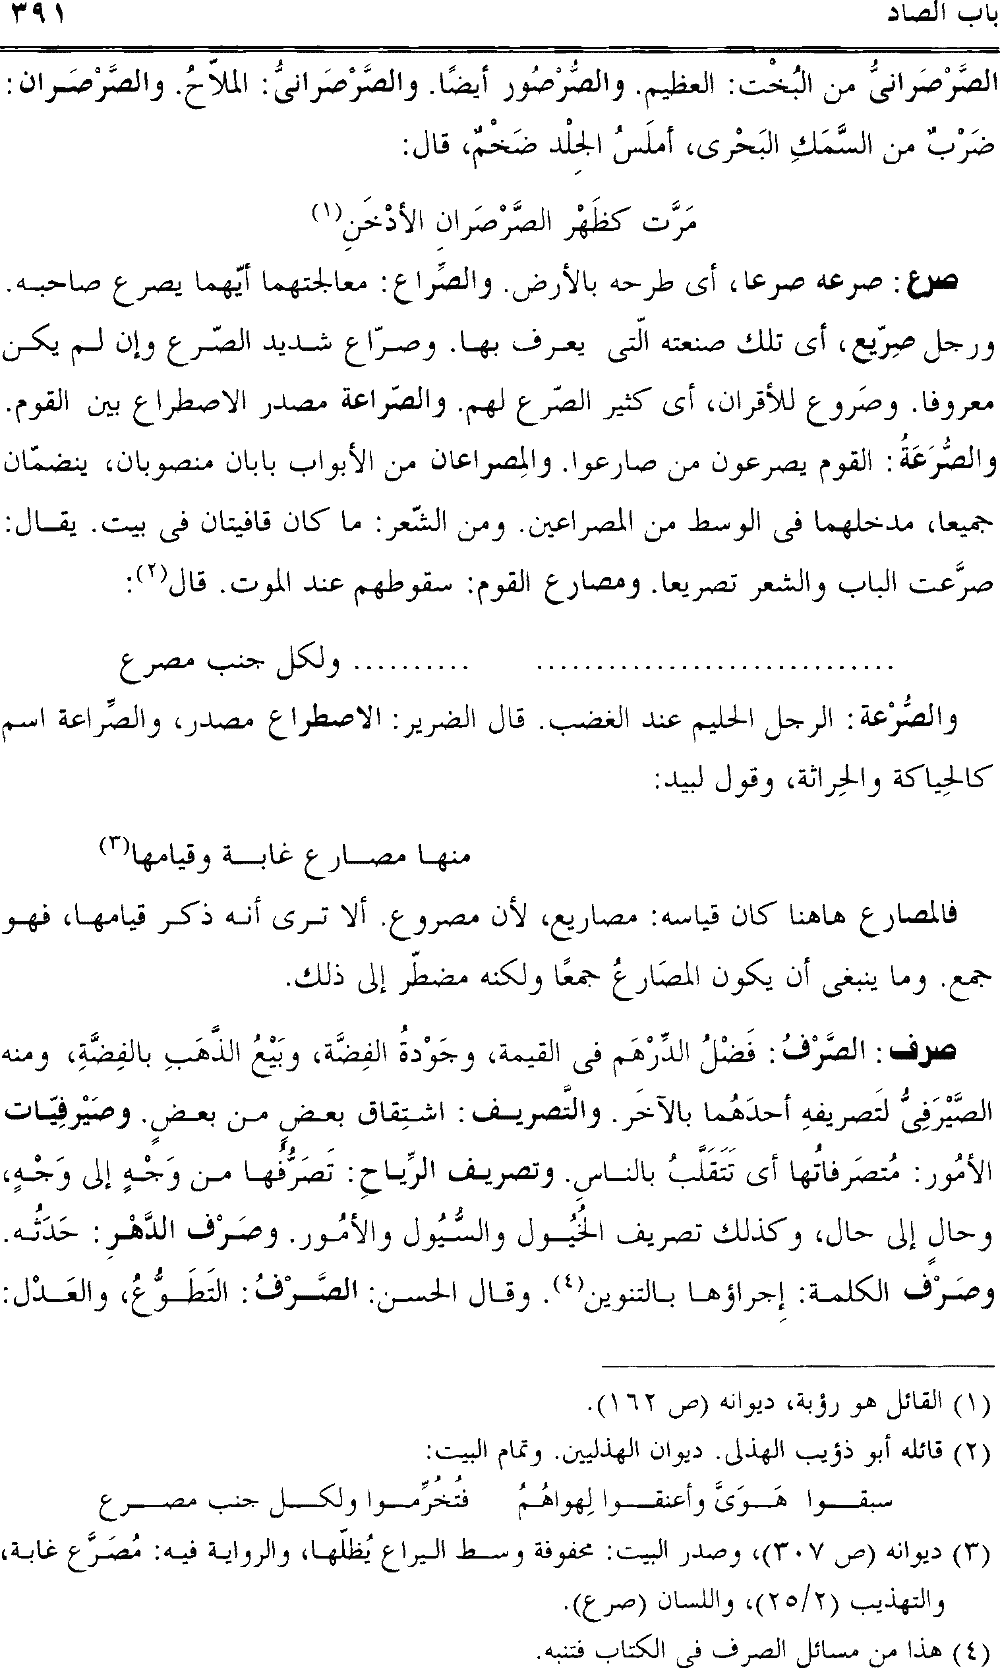 باب الصاد ٣٩١
الصَّرْصَرانىُّ من البُخْت: العظيم. والصُّرْصُور أيضًا. والصَّرْصَرانىُّ: الملاّحُ. والصَّرْصَران:
ضَرْبٌ من السَّمَكِ البَحْرى، أملَسُ الجِلْد ضَخْمٌ، قال:
مَرَّت كظَهْر الصَّرْصَرانِ الأدْخَنِ(١)
صرع: صرعه صرعا، أى طرحه بالأرض. والصِّراع: معالجتهما أيّهما يصرع صاحبه.
ورجل صِرّيع، أى تلك صنعته الّتى يعرف بها. وصرّاع شديد الصّرع وإن لم يكن
معروفا. وصَروع للأقران، أى كثير الصّرع لهم. والصّراعة مصدر الاصطراع بين القوم.
والصُّرَعَةُ: القوم يصرعون من صارعوا. والمِصراعان من الأبواب بابان منصوبان، ينضمّان
جميعا، مدخلهما فى الوسط من المصراعين. ومن الشّعر: ما كان قافيتان فى بيت. يقال:
صرَّعت الباب والشعر تصريعا. ومصارع القوم: سقوطهم عند الموت. قال(٢):
.............................. .......... ولكل جنب مصرع
والصُّرْعة: الرجل الحليم عند الغضب. قال الضرير: الاصطراع مصدر، والصِّراعة اسم
كالحِياكة والحِراثة، وقول لبيد:
منها مصارع غابة وقيامها(٣)
فالمصارع هاهنا كان قياسه: مصاريع، لأن مصروع. ألا ترى أنه ذكر قيامها، فهو
جمع. وما ينبغى أن يكون المصَارعُ جمعًا ولكنه مضطّر إلى ذلك.
صرف: الصَّرْفُ: فَضْلُ الدِّرْهَم فى القيمة، وجَوْدةُ الفِضَّة، وبَيْعُ الذَّهَبِ بالفِضَّةِ، ومنه
الصَّيْرَفِىُّ لتَصريفهِ أحدَهُما بالآخَر. والتَّصريف: اشتِقاق بعضٍ من بعضٍ. وصَيْرفِيّات
الأمُور: مُتصَرفاتُها أى تَتَقَلَّبُ بالناسِ. وتصريف الرِّياحِ: تَصَرُّفُها من وَجْهٍ إلى وَجْهٍ،
وحالٍ إلى حال، وكذلك تصريف الخُيُول والسُّيُول والأمُور. وصَرْف الدَّهْرِ: حَدَثُه.
وصَرْف الكلمة: إجراؤها بالتنوينِ(٤). وقال الحسن: الصَّرْفُ: التَطَوُّعُ، والعَدْل:
(١) القائل هو رؤبة، ديوانه (ص ١٦٢).
(٢) قائله أبو ذؤيب الهذلى. ديوان الهذليين. وتمام البيت:
سبقوا هَوَىَّ وأعنقوا لِهواهُمُ فتُخُرِّموا ولكل جنب مصرع
(٣) ديوانه (ص ٣٠٧)، وصدر البيت: محفوفة وسط اليراع يُظلّها، والرواية فيه: مُصَرَّع غابة،
والتهذيب (٢٥/٢)، واللسان (صرع).
(٤) هذا من مسائل الصرف فى الكتاب فتنبه.